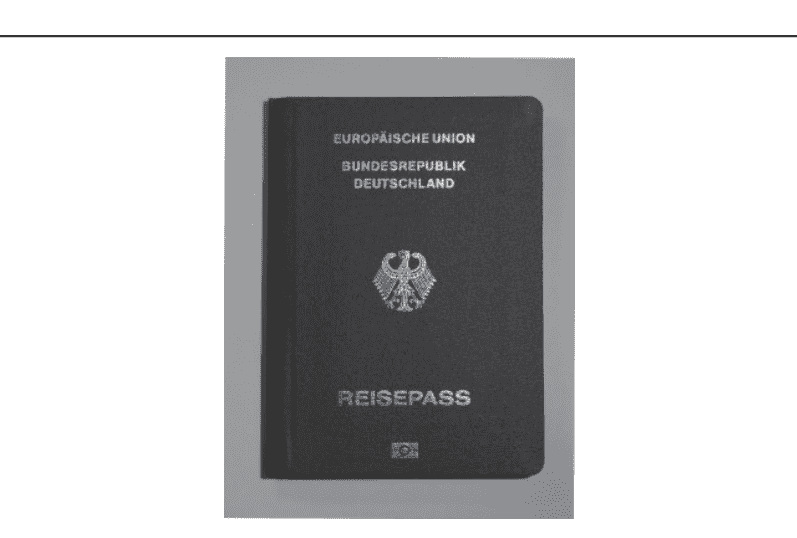 EUROPÄISCHE UNION
BUNDESREPUBLIK
DEUTSCHLAND
REISEPASS